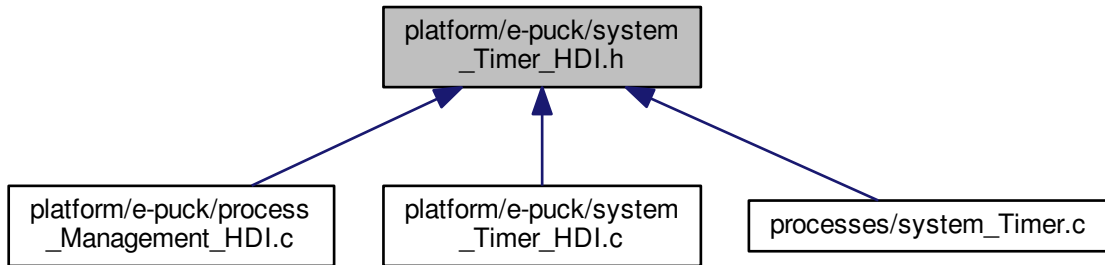 platform/e-puck/system
_Timer_HDI.h
platform/e-puck/process
_Management_HDI.c
platform/e-puck/system
_Timer_HDI.c
processes/system_Timer.c